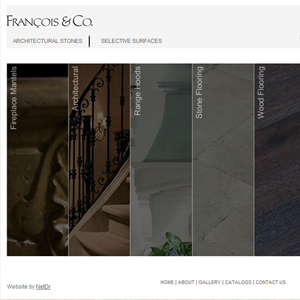 FRANÇOIS & CO.
ARCHITECTURAL STONES
SELECTIVE SURFACES
Fireplace Mantels
Architectural
Range Hoods
Stone Flooring
Wood Flooring
HOME | ABOUT | GALLERY | CATALOGS | CONTACT US
Website by NetDr